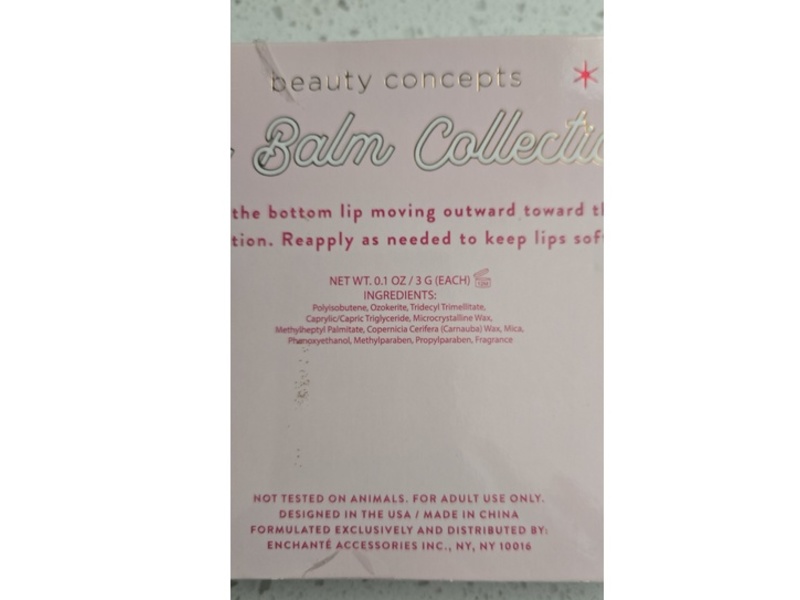 beauty concepts
Balm Collectio
the bottom lip moving outward toward th
tion. Reapply as needed to keep lips sof
NET WT. 0.1 OZ / 3 G (EACH) 12M
INGREDIENTS:
Polyisobutene, Ozokerite, Tridecyl Trimellitate,
Caprylic/Capric Triglyceride, Microcrystalline Wax,
Methylheptyl Palmitate, Copernicia Cerifera (Carnauba) Wax, Mica,
Phenoxyethanol, Methylparaben, Propylparaben, Fragrance
NOT TESTED ON ANIMALS. FOR ADULT USE ONLY.
DESIGNED IN THE USA / MADE IN CHINA
FORMULATED EXCLUSIVELY AND DISTRIBUTED BY:
ENCHANTÉ ACCESSORIES INC., NY, NY 10016